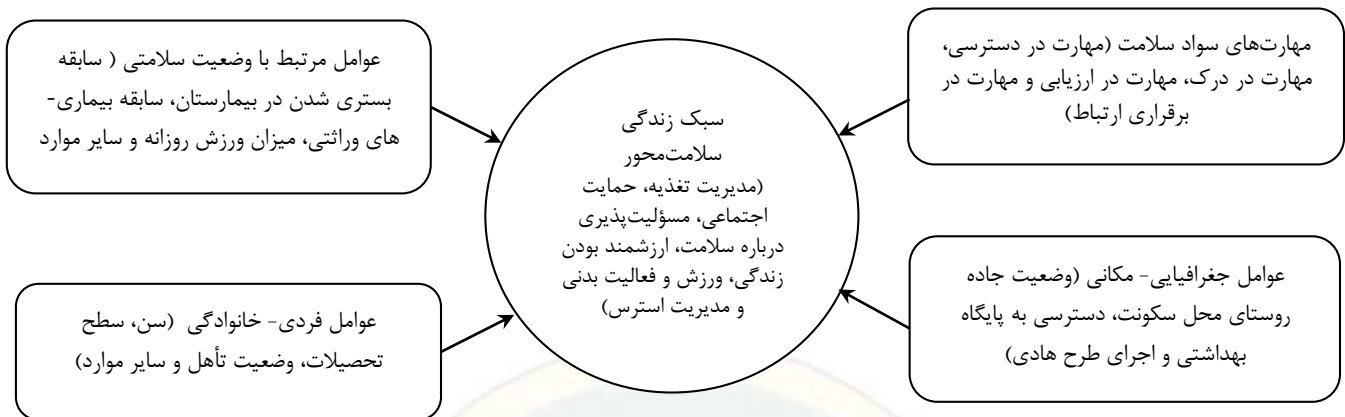 مهارت‌های سواد سلامت (مهارت در دسترسی،
مهارت در درک، مهارت در ارزیابی و مهارت در
برقراری ارتباط)
عوامل مرتبط با وضعیت سلامتی ( سابقه
بستری شدن در بیمارستان، سابقه بیماری-
های وراثتی، میزان ورزش روزانه و سایر موارد
سبک زندگی
سلامت‌محور
(مدیریت تغذیه، حمایت
اجتماعی، مسؤلیت‌پذیری
درباره سلامت، ارزشمند بودن
زندگی، ورزش و فعالیت بدنی
و مدیریت استرس)
عوامل جغرافیایی- مکانی (وضعیت جاده
روستای محل سکونت، دسترسی به پایگاه
بهداشتی و اجرای طرح هادی)
عوامل فردی- خانوادگی (سن، سطح
تحصیلات، وضعیت تأهل و سایر موارد)